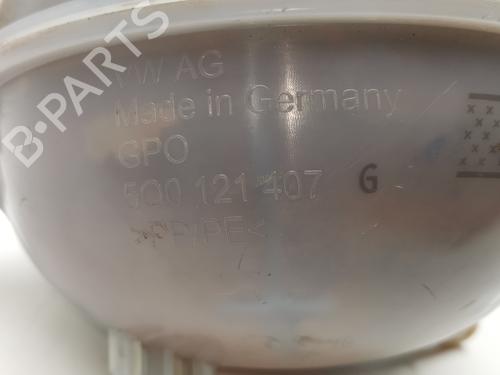 B-PARTS
VW AG
Made in Germany
GPO
5Q0 121 407 G
>PP/PE<